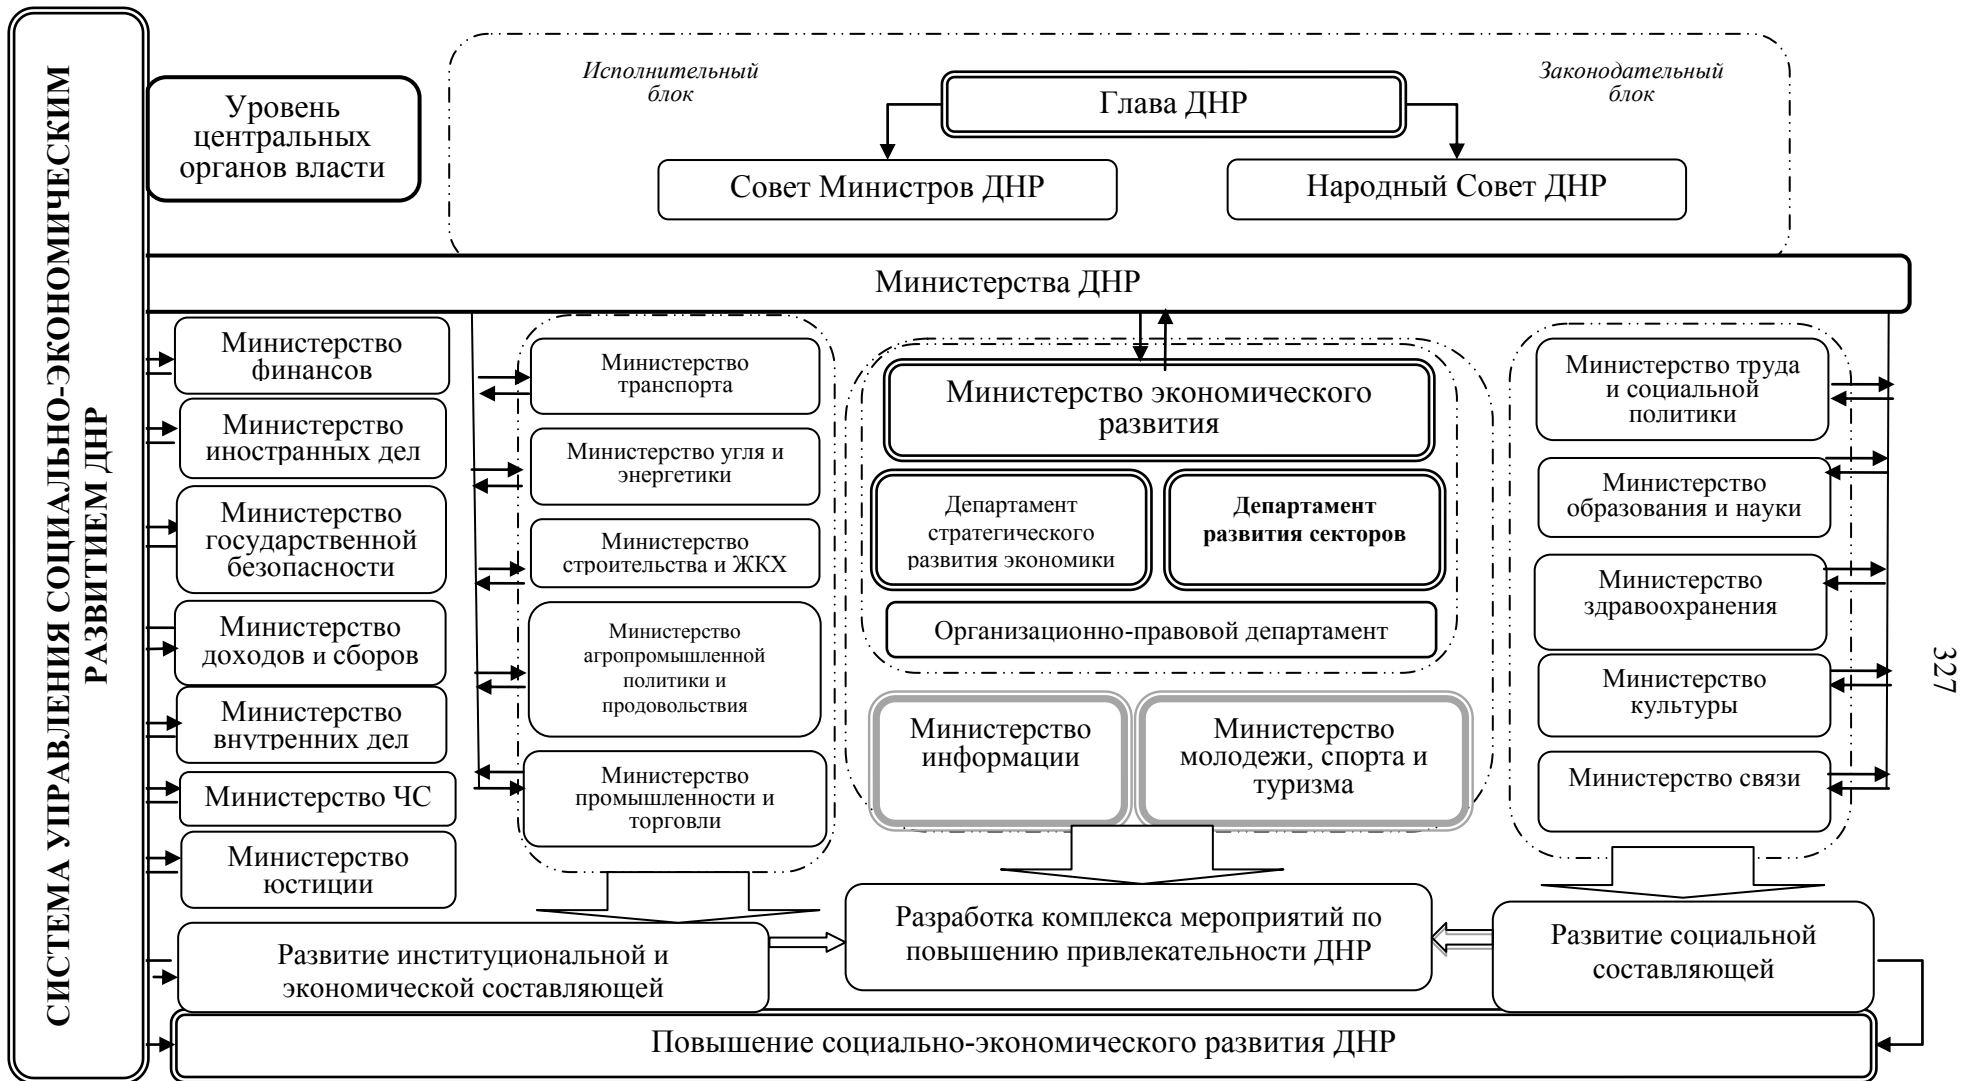 СИСТЕМА УПРАВЛЕНИЯ СОЦИАЛЬНО-ЭКОНОМИЧЕСКИМ
РАЗВИТИЕМ ДНР
Уровень
центральных
органов власти
Исполнительный
блок
Законодательный
блок
Глава ДНР
Совет Министров ДНР
Народный Совет ДНР
Министерства ДНР
Министерство
финансов
Министерство
иностранных дел
Министерство
государственной
безопасности
Министерство
доходов и сборов
Министерство
внутренних дел
Министерство ЧС
Министерство
юстиции
Министерство
транспорта
Министерство угля и
энергетики
Министерство
строительства и ЖКХ
Министерство
агропромышленной
политики и
продовольствия
Министерство
промышленности и
торговли
Министерство экономического
развития
Департамент
стратегического
развития экономики
Департамент
развития секторов
Организационно-правовой департамент
Министерство
информации
Министерство
молодежи, спорта и
туризма
Министерство труда
и социальной
политики
Министерство
образования и науки
Министерство
здравоохранения
Министерство
культуры
Министерство связи
Развитие институциональной и
экономической составляющей
Разработка комплекса мероприятий по
повышению привлекательности ДНР
Развитие социальной
составляющей
Повышение социально-экономического развития ДНР
327